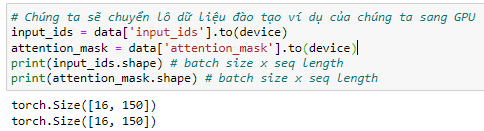 # Chúng ta sẽ chuyển lô dữ liệu đào tạo ví dụ của chúng ta sang GPU
input_ids = data['input_ids'].to(device)
attention_mask = data['attention_mask'].to(device)
print(input_ids.shape) # batch size x seq length
print(attention_mask.shape) # batch size x seq length
torch.Size([16, 150])
torch.Size([16, 150])